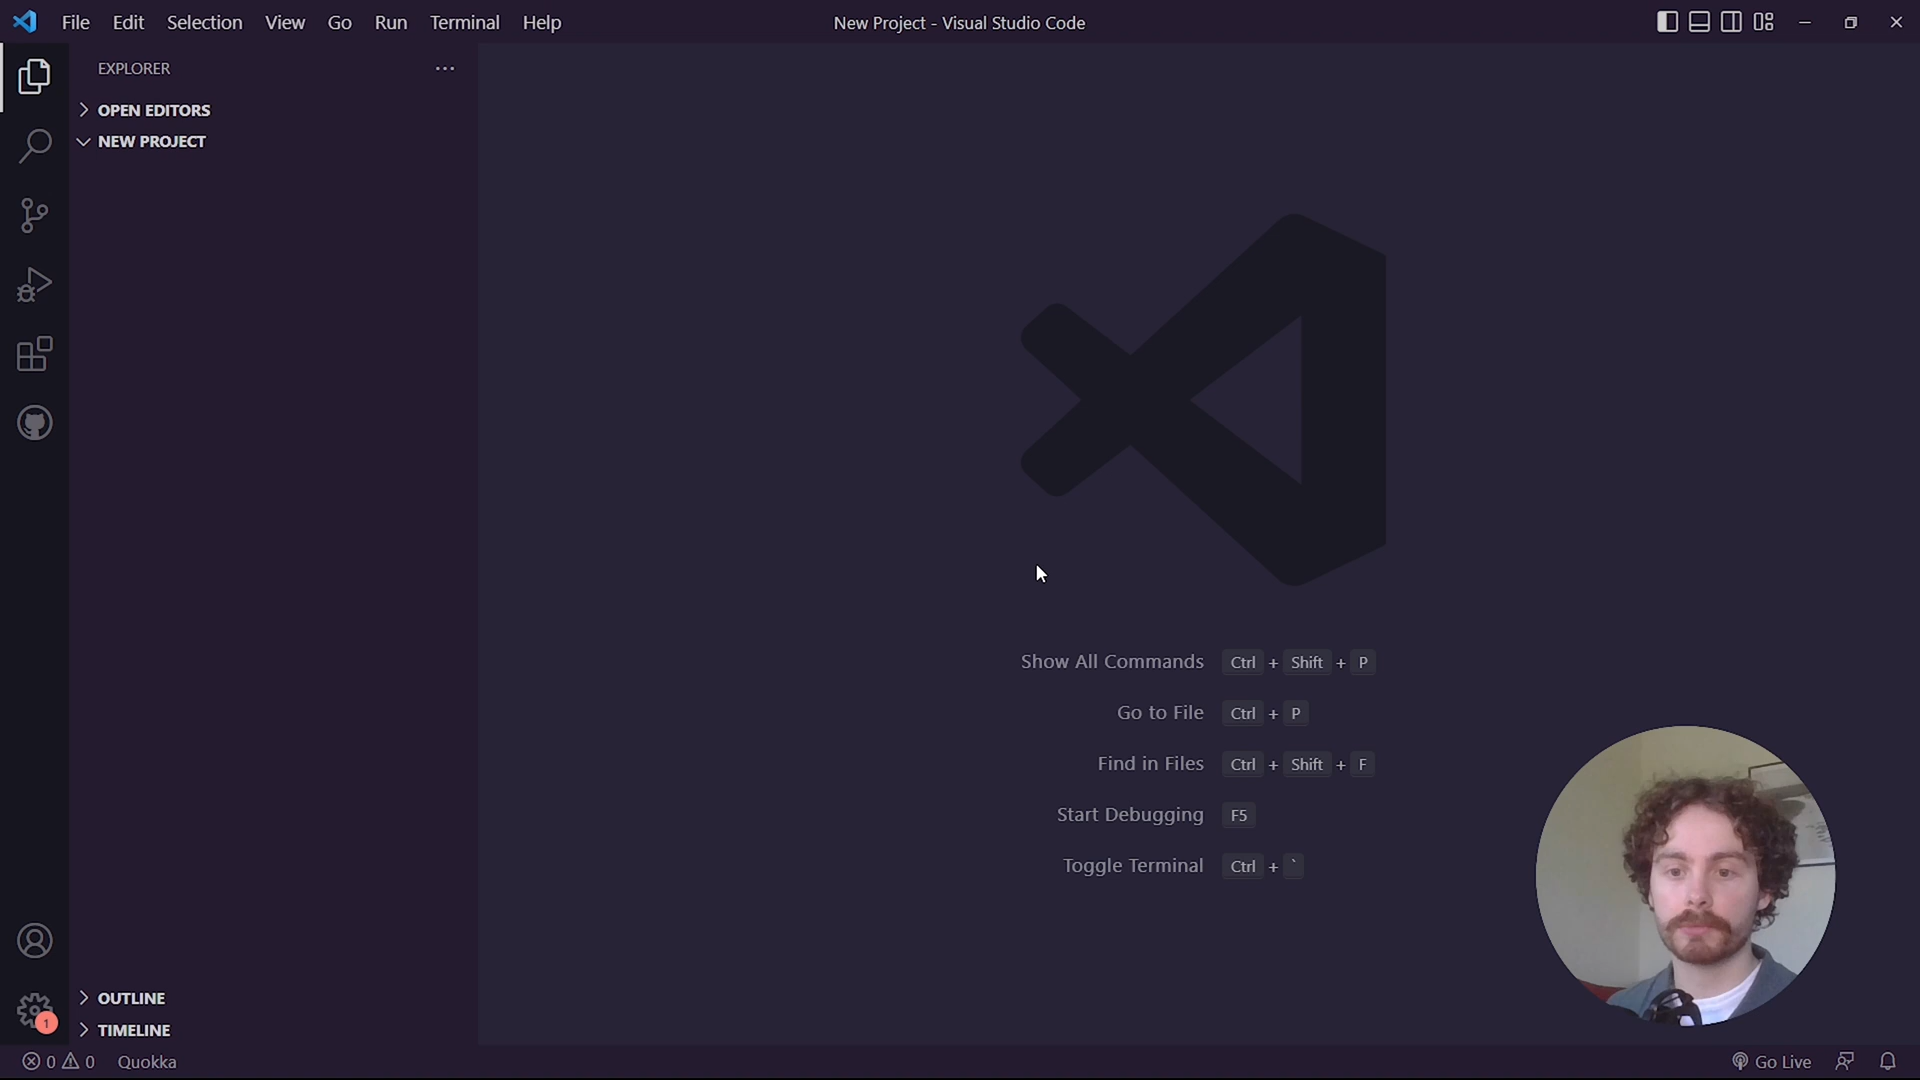 File Edit Selection View Go Run Terminal Help
New Project - Visual Studio Code
EXPLORER
OPEN EDITORS
NEW PROJECT
Show All Commands Ctrl + Shift + P
Go to File Ctrl + P
Find in Files Ctrl + Shift + F
Start Debugging F5
Toggle Terminal Ctrl + `
OUTLINE
1
TIMELINE
0 0 Quokka
Go Live